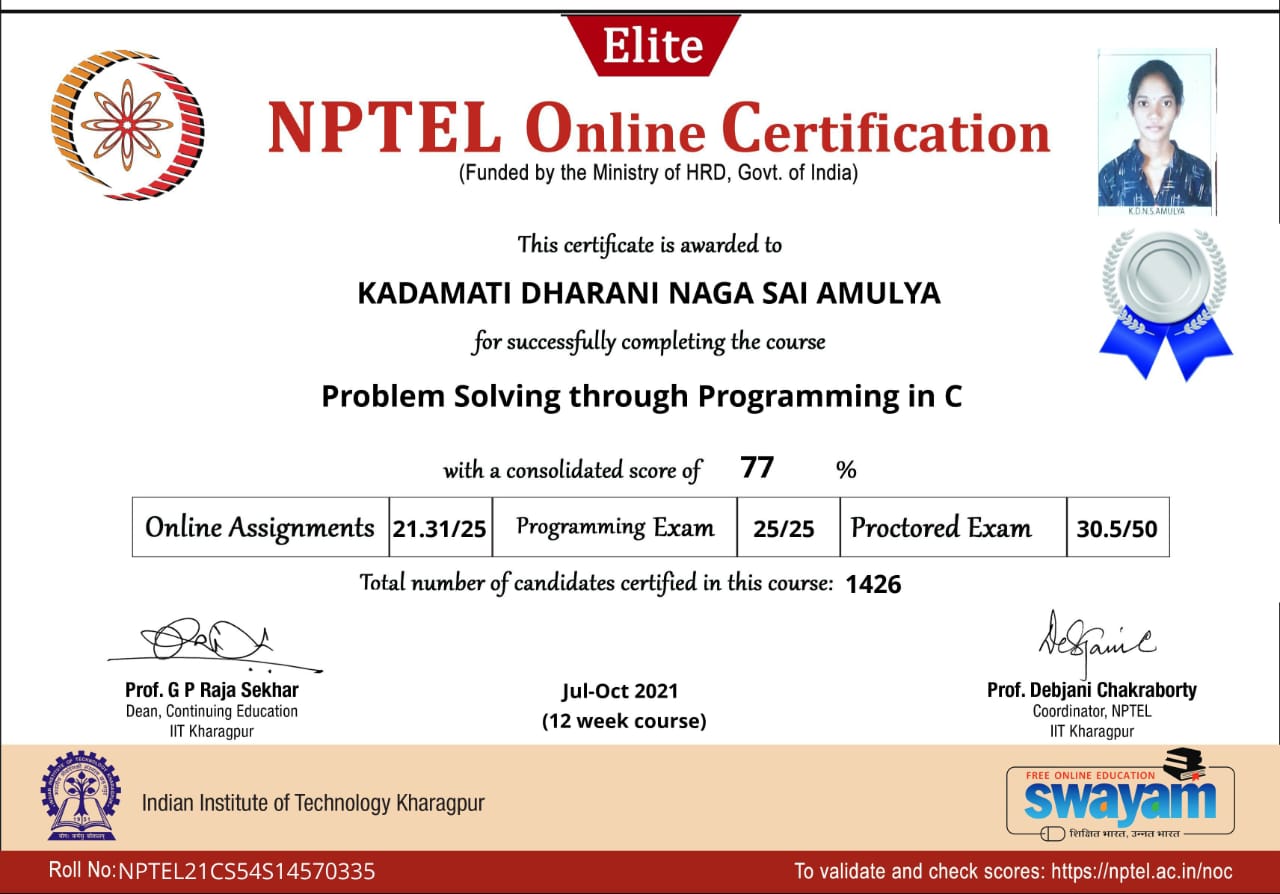 Elite
NPTEL Online Certification
(Funded by the Ministry of HRD, Govt. of India)
K.D.N.S.AMULYA
This certificate is awarded to
KADAMATI DHARANI NAGA SAI AMULYA
for successfully completing the course
Problem Solving through Programming in C
with a consolidated score of 77 %
Online Assignments 21.31/25 Programming Exam 25/25 Proctored Exam 30.5/50
Total number of candidates certified in this course: 1426
Prof. G P Raja Sekhar
Dean, Continuing Education
IIT Kharagpur
Jul-Oct 2021
(12 week course)
Prof. Debjani Chakraborty
Coordinator, NPTEL
IIT Kharagpur
Indian Institute of Technology Kharagpur
FREE ONLINE EDUCATION
swayam
शिक्षित भारत, उन्नत भारत
Roll No:NPTEL21CS54S14570335
To validate and check scores: https://nptel.ac.in/noc